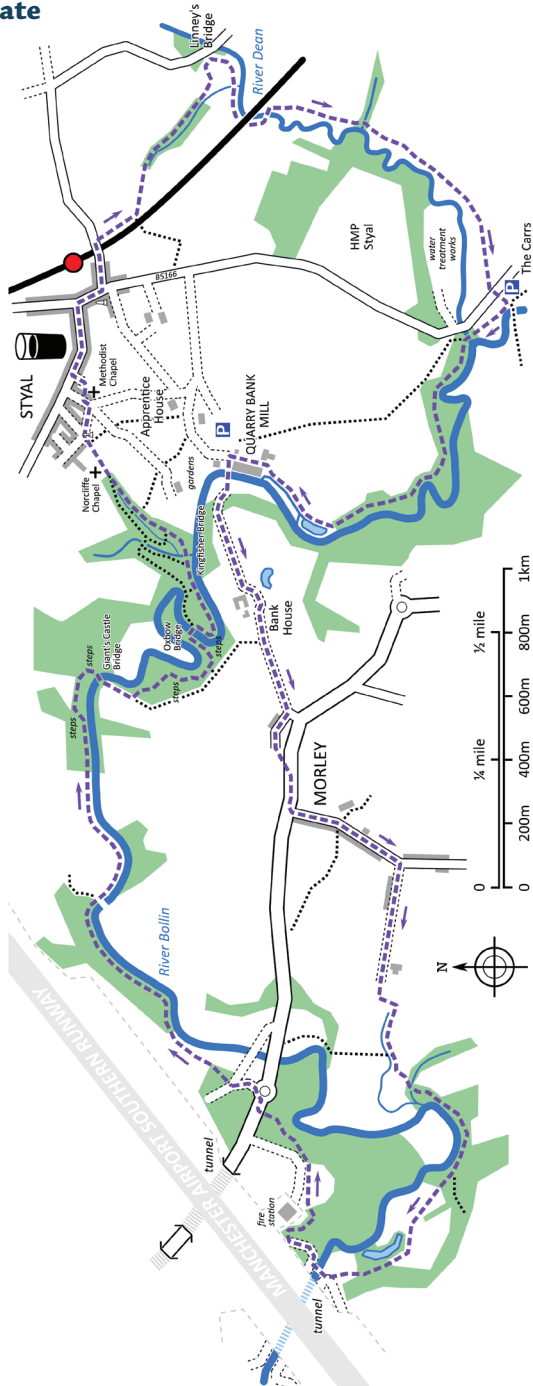 ate
Linney's
Bridge
River Dean
HMP
Styal
water
treatment
works
P
The Carrs
B5166
STYAL
Methodist
Chapel
Norcliffe
Chapel
Apprentice
House
P
QUARRY BANK
MILL
gardens
Kingfisher Bridge
Bank
House
Oxbow
Bridge
steps
steps
Giant's Castle
Bridge
steps
steps
MORLEY
River Bollin
MANCHESTER AIRPORT SOUTHERN RUNWAY
tunnel
fire
station
tunnel
N
0
¼ mile
½ mile
0
200m
400m
600m
800m
1km